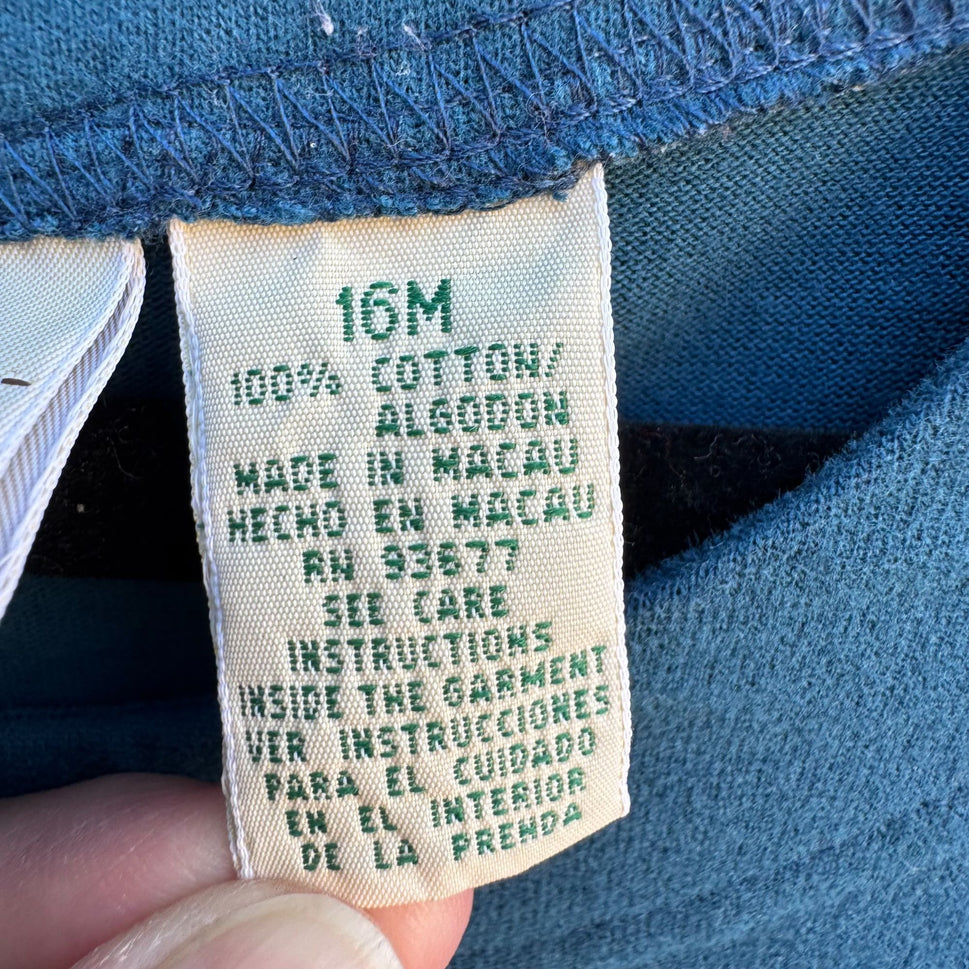 16M
100% COTTON/
ALGODON
MADE IN MACAU
HECHO EN MACAU
RN 93677
SEE CARE
INSTRUCTIONS
INSIDE THE GARMENT
VER INSTRUCCIONES
PARA EL CUIDADO
EN EL INTERIOR
DE LA PRENDA